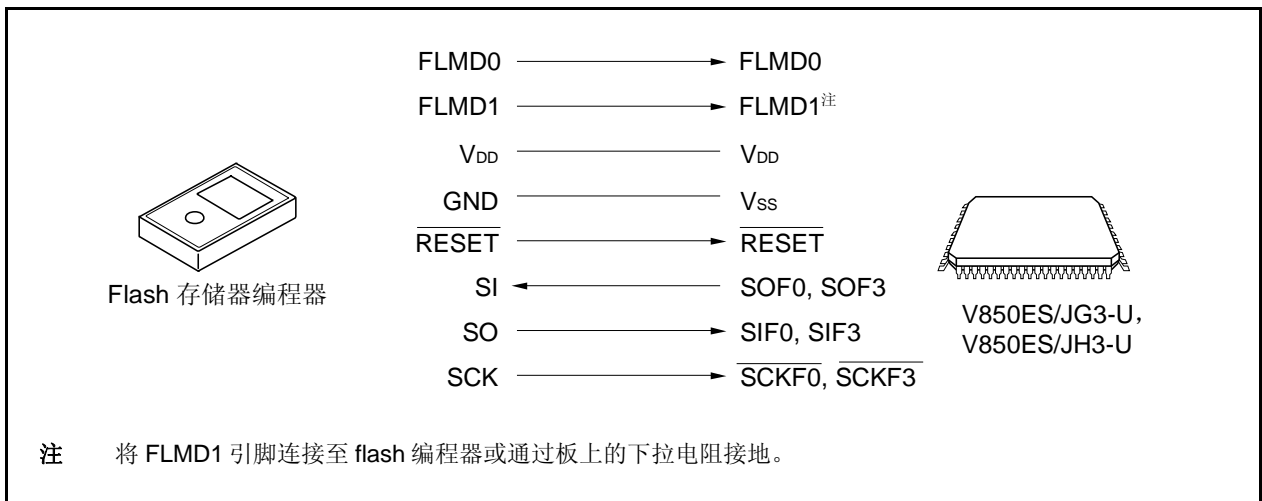 FLMD0 FLMD0
FLMD1 FLMD1注
VDD VDD
GND VSS
RESET RESET
SI SOF0, SOF3
SO SIF0, SIF3
SCK SCKF0, SCKF3
Flash 存储器编程器
V850ES/JG3-U，
V850ES/JH3-U
注 将 FLMD1 引脚连接至 flash 编程器或通过板上的下拉电阻接地。